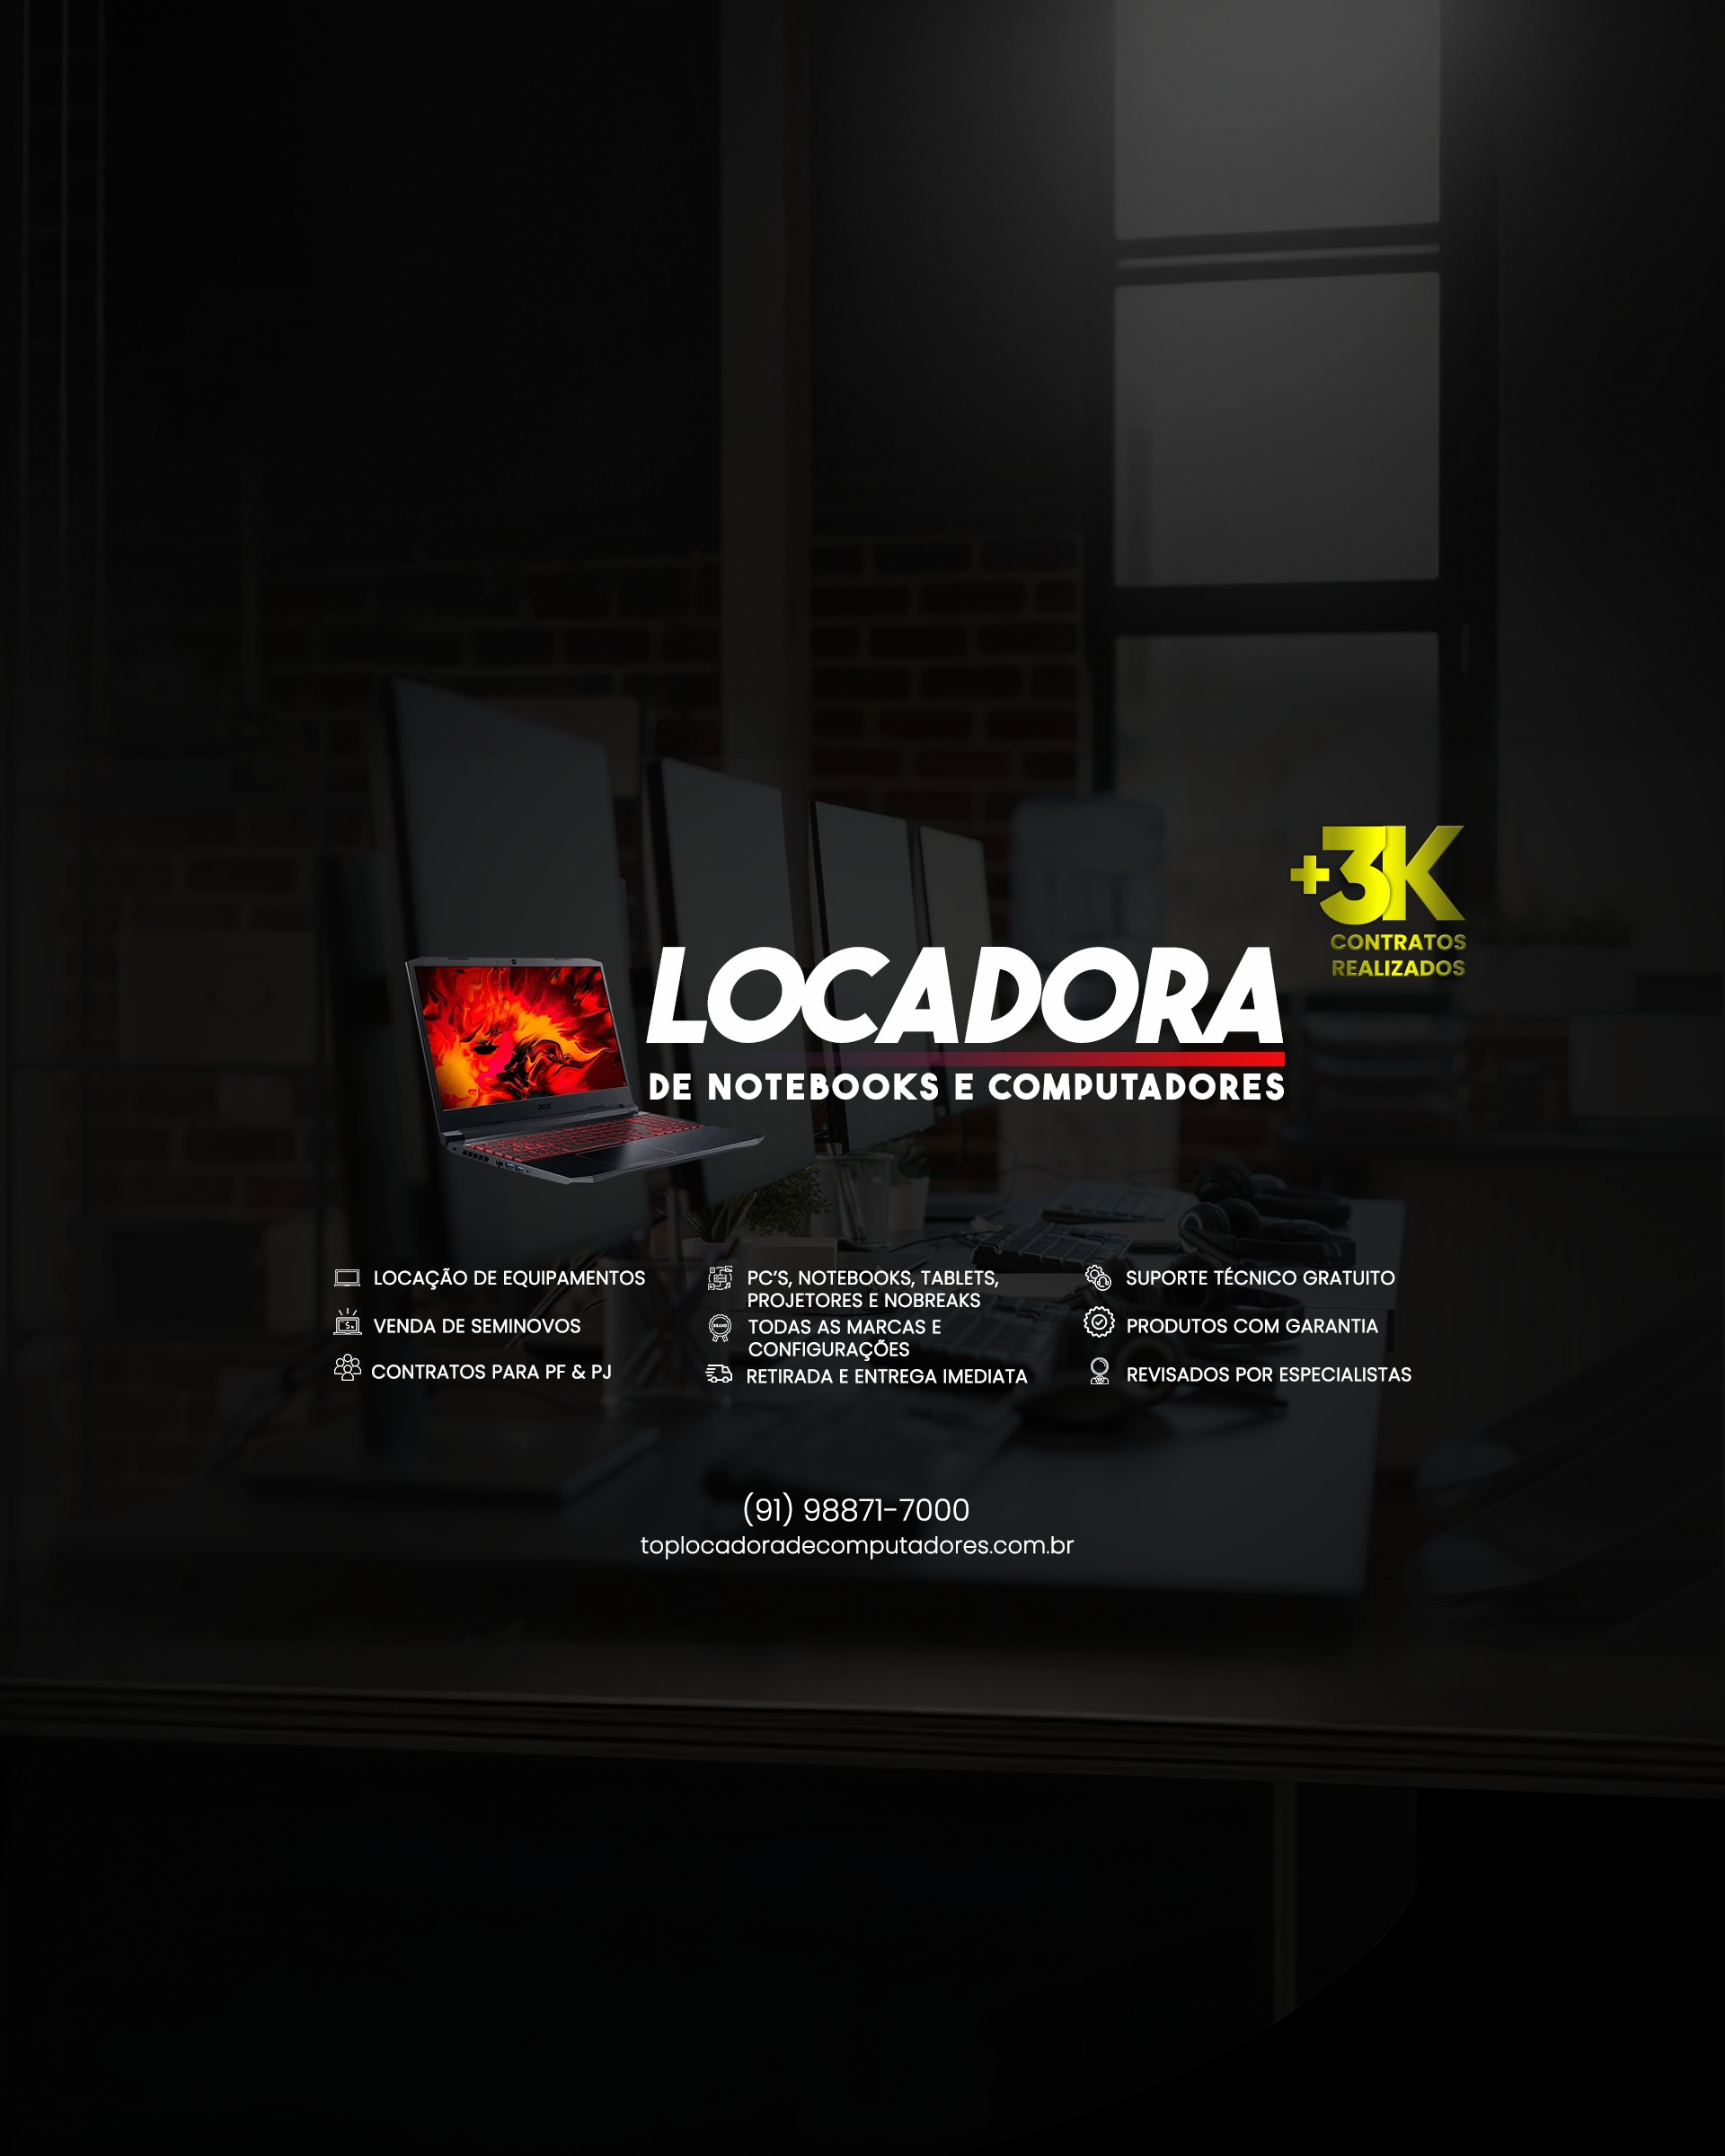 +3K
CONTRATOS
REALIZADOS
LOCADORA
DE NOTEBOOKS E COMPUTADORES
acer
LOCAÇÃO DE EQUIPAMENTOS
VENDA DE SEMINOVOS
CONTRATOS PARA PF & PJ
PC'S, NOTEBOOKS, TABLETS,
PROJETORES E NOBREAKS
BRAND
TODAS AS MARCAS E
CONFIGURAÇÕES
RETIRADA E ENTREGA IMEDIATA
SUPORTE TÉCNICO GRATUITO
PRODUTOS COM GARANTIA
REVISADOS POR ESPECIALISTAS
(91) 98871-7000
toplocadoradecomputadores.com.br